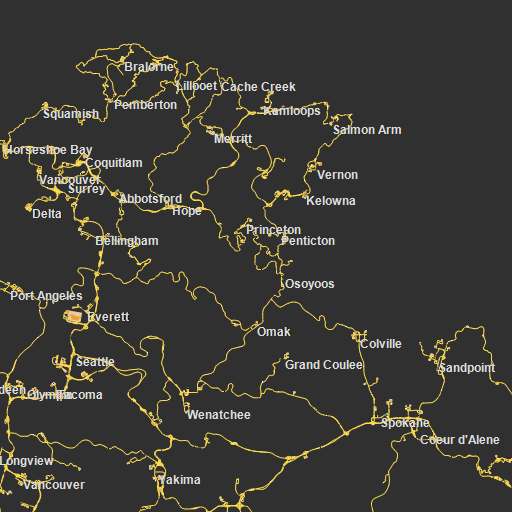 Bralorne
Lillooet
Cache Creek
Pemberton
Kamloops
Squamish
Salmon Arm
Merritt
Horseshoe Bay
Coquitlam
Vernon
Vancouver
Surrey
Abbotsford
Kelowna
Delta
Hope
Princeton
Bellingham
Penticton
Osoyoos
Port Angeles
Everett
Omak
Colville
Seattle
Grand Coulee
Sandpoint
deen
Olympia
Tacoma
Wenatchee
Spokane
Coeur d'Alene
Longview
Yakima
Vancouver